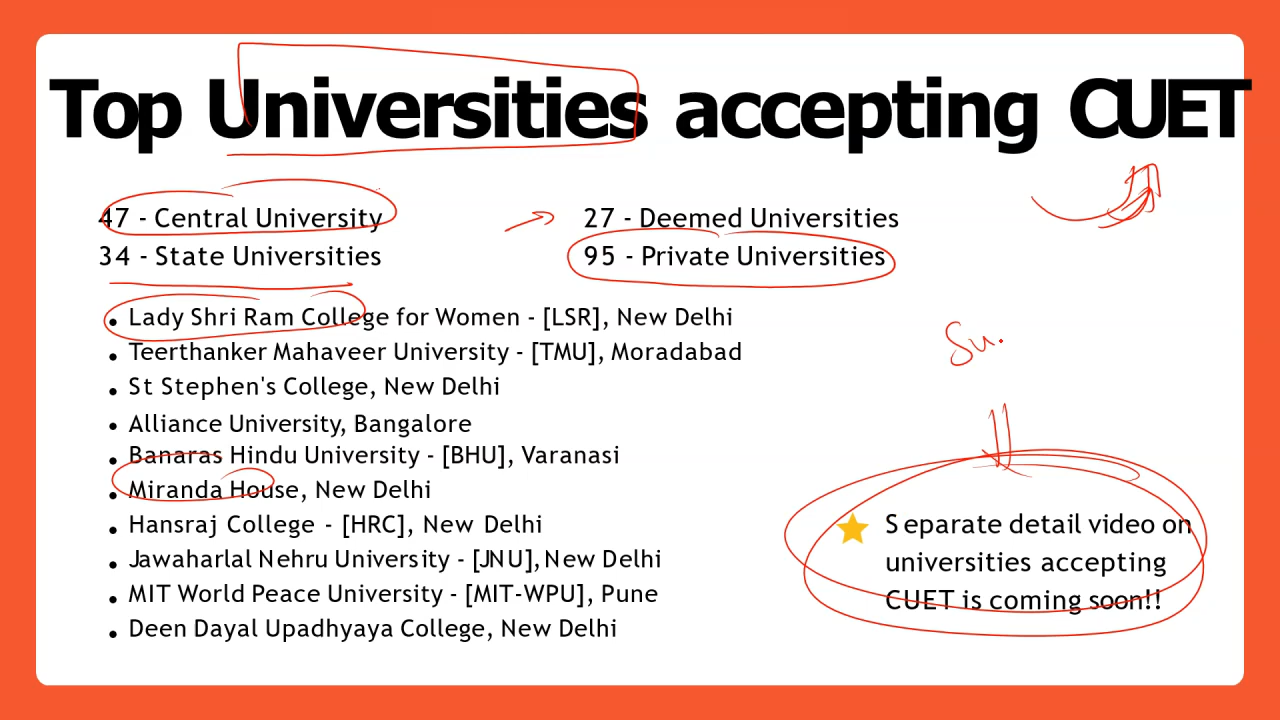 Top Universities accepting CUET
47 - Central University
34 - State Universities
27 - Deemed Universities
95 - Private Universities
• Lady Shri Ram College for Women - [LSR], New Delhi
• Teerthanker Mahaveer University - [TMU], Moradabad
• St Stephen's College, New Delhi
• Alliance University, Bangalore
• Banaras Hindu University - [BHU], Varanasi
• Miranda House, New Delhi
• Hansraj College - [HRC], New Delhi
• Jawaharlal Nehru University - [JNU], New Delhi
• MIT World Peace University - [MIT-WPU], Pune
• Deen Dayal Upadhyaya College, New Delhi
Su.
Separate detail video on
universities accepting
CUET is coming soon!!